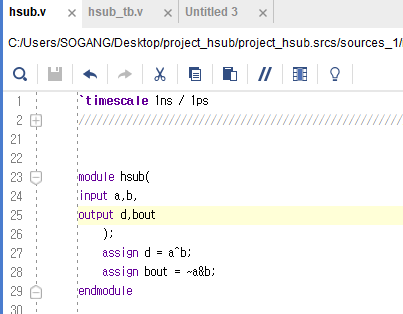 hsub.v × hsub_tb.v × Untitled 3 ×
C:/Users/SOGANG/Desktop/project_hsub/project_hsub.srcs/sources_1/
1 `timescale 1ns / 1ps
2 //////////////////////////////////////////////////////
21
22
23 module hsub(
24 input a,b,
25 output d,bout
26 );
27 assign d = a^b;
28 assign bout = ~a&b;
29 endmodule
30